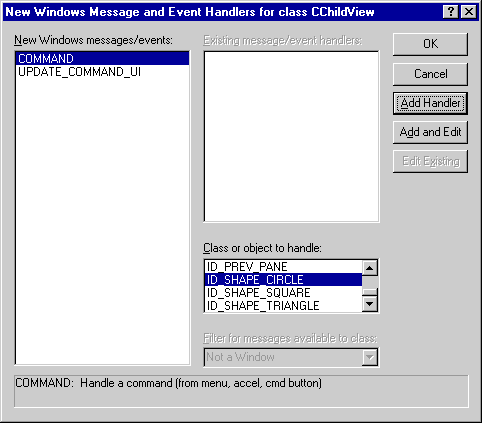 New Windows Message and Event Handlers for class CChildView
New Windows messages/events:
COMMAND
UPDATE_COMMAND_UI
Existing message/event handlers:
Class or object to handle:
ID_PREV_PANE
ID_SHAPE_CIRCLE
ID_SHAPE_SQUARE
ID_SHAPE_TRIANGLE
Filter for messages available to class:
Not a Window
OK
Cancel
Add Handler
Add and Edit
Edit Existing
COMMAND: Handle a command (from menu, accel, cmd button)